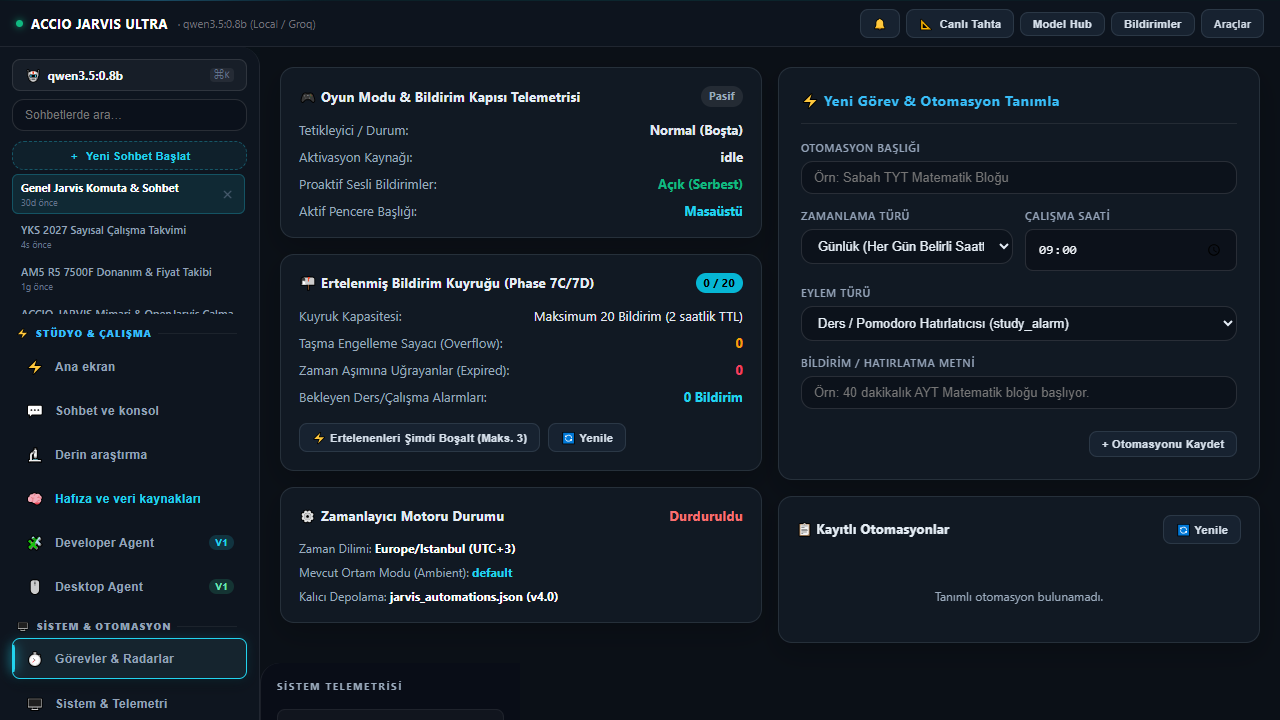 ACCIO JARVIS ULTRA · qwen3.5:0.8b (Local / Groq)
Canlı Tahta
Model Hub
Bildirimler
Araçlar
qwen3.5:0.8b ⌘K
Sohbetlerde ara...
+ Yeni Sohbet Başlat
Genel Jarvis Komuta & Sohbet
30d önce
YKS 2027 Sayısal Çalışma Takvimi
4s önce
AM5 R5 7500F Donanım & Fiyat Takibi
1g önce
ACCIO JARVIS Mimari & OpenJarvis Çalma
STÜDYO & ÇALIŞMA
Ana ekran
Sohbet ve konsol
Derin araştırma
Hafıza ve veri kaynakları
Developer Agent V1
Desktop Agent V1
SİSTEM & OTOMASYON
Görevler & Radarlar
Sistem & Telemetri
Oyun Modu & Bildirim Kapısı Telemetrisi Pasif
Tetikleyici / Durum: Normal (Boşta)
Aktivasyon Kaynağı: idle
Proaktif Sesli Bildirimler: Açık (Serbest)
Aktif Pencere Başlığı: Masaüstü
Ertelenmiş Bildirim Kuyruğu (Phase 7C/7D) 0 / 20
Kuyruk Kapasitesi: Maksimum 20 Bildirim (2 saatlik TTL)
Taşma Engelleme Sayacı (Overflow): 0
Zaman Aşımına Uğrayanlar (Expired): 0
Bekleyen Ders/Çalışma Alarmları: 0 Bildirim
Ertelenenleri Şimdi Boşalt (Maks. 3) Yenile
Zamanlayıcı Motoru Durumu Durduruldu
Zaman Dilimi: Europe/Istanbul (UTC+3)
Mevcut Ortam Modu (Ambient): default
Kalıcı Depolama: jarvis_automations.json (v4.0)
SİSTEM TELEMETRİSİ
Yeni Görev & Otomasyon Tanımla
OTOMASYON BAŞLIĞI
Örn: Sabah TYT Matematik Bloğu
ZAMANLAMA TÜRÜ ÇALIŞMA SAATİ
Günlük (Her Gün Belirli Saatt 09:00
EYLEM TÜRÜ
Ders / Pomodoro Hatırlatıcısı (study_alarm)
BİLDİRİM / HATIRLATMA METNİ
Örn: 40 dakikalık AYT Matematik bloğu başlıyor.
+ Otomasyonu Kaydet
Kayıtlı Otomasyonlar Yenile
Tanımlı otomasyon bulunamadı.